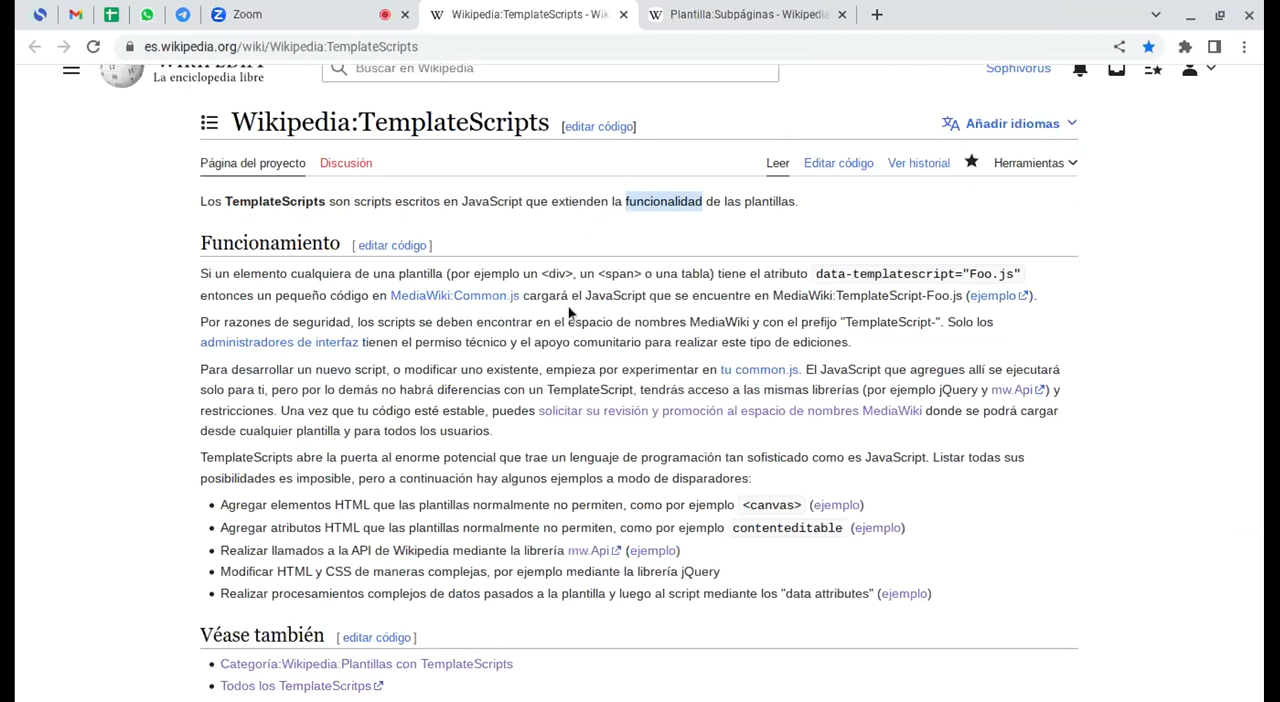 Zoom
Wikipedia:TemplateScripts - Wik
Plantilla:Subpáginas - Wikipedia
es.wikipedia.org/wiki/Wikipedia:TemplateScripts
WIKIPEDIA
La enciclopedia libre
Buscar en Wikipedia
Sophivorus
Wikipedia:TemplateScripts [editar código]
Añadir idiomas
Página del proyecto Discusión Leer Editar código Ver historial Herramientas
Los TemplateScripts son scripts escritos en JavaScript que extienden la funcionalidad de las plantillas.
Funcionamiento [ editar código ]
Si un elemento cualquiera de una plantilla (por ejemplo un <div>, un <span> o una tabla) tiene el atributo data-templatescript="Foo.js"
entonces un pequeño código en MediaWiki:Common.js cargará el JavaScript que se encuentre en MediaWiki:TemplateScript-Foo.js (ejemplo).
Por razones de seguridad, los scripts se deben encontrar en el espacio de nombres MediaWiki y con el prefijo "TemplateScript-". Solo los
administradores de interfaz tienen el permiso técnico y el apoyo comunitario para realizar este tipo de ediciones.
Para desarrollar un nuevo script, o modificar uno existente, empieza por experimentar en tu common.js. El JavaScript que agregues allí se ejecutará
solo para ti, pero por lo demás no habrá diferencias con un TemplateScript, tendrás acceso a las mismas librerías (por ejemplo jQuery y mw.Api) y
restricciones. Una vez que tu código esté estable, puedes solicitar su revisión y promoción al espacio de nombres MediaWiki donde se podrá cargar
desde cualquier plantilla y para todos los usuarios.
TemplateScripts abre la puerta al enorme potencial que trae un lenguaje de programación tan sofisticado como es JavaScript. Listar todas sus
posibilidades es imposible, pero a continuación hay algunos ejemplos a modo de disparadores:
• Agregar elementos HTML que las plantillas normalmente no permiten, como por ejemplo <canvas> (ejemplo)
• Agregar atributos HTML que las plantillas normalmente no permiten, como por ejemplo contenteditable (ejemplo)
• Realizar llamados a la API de Wikipedia mediante la librería mw.Api (ejemplo)
• Modificar HTML y CSS de maneras complejas, por ejemplo mediante la librería jQuery
• Realizar procesamientos complejos de datos pasados a la plantilla y luego al script mediante los "data attributes" (ejemplo)
Véase también [ editar código ]
• Categoría:Wikipedia:Plantillas con TemplateScripts
• Todos los TemplateScritps